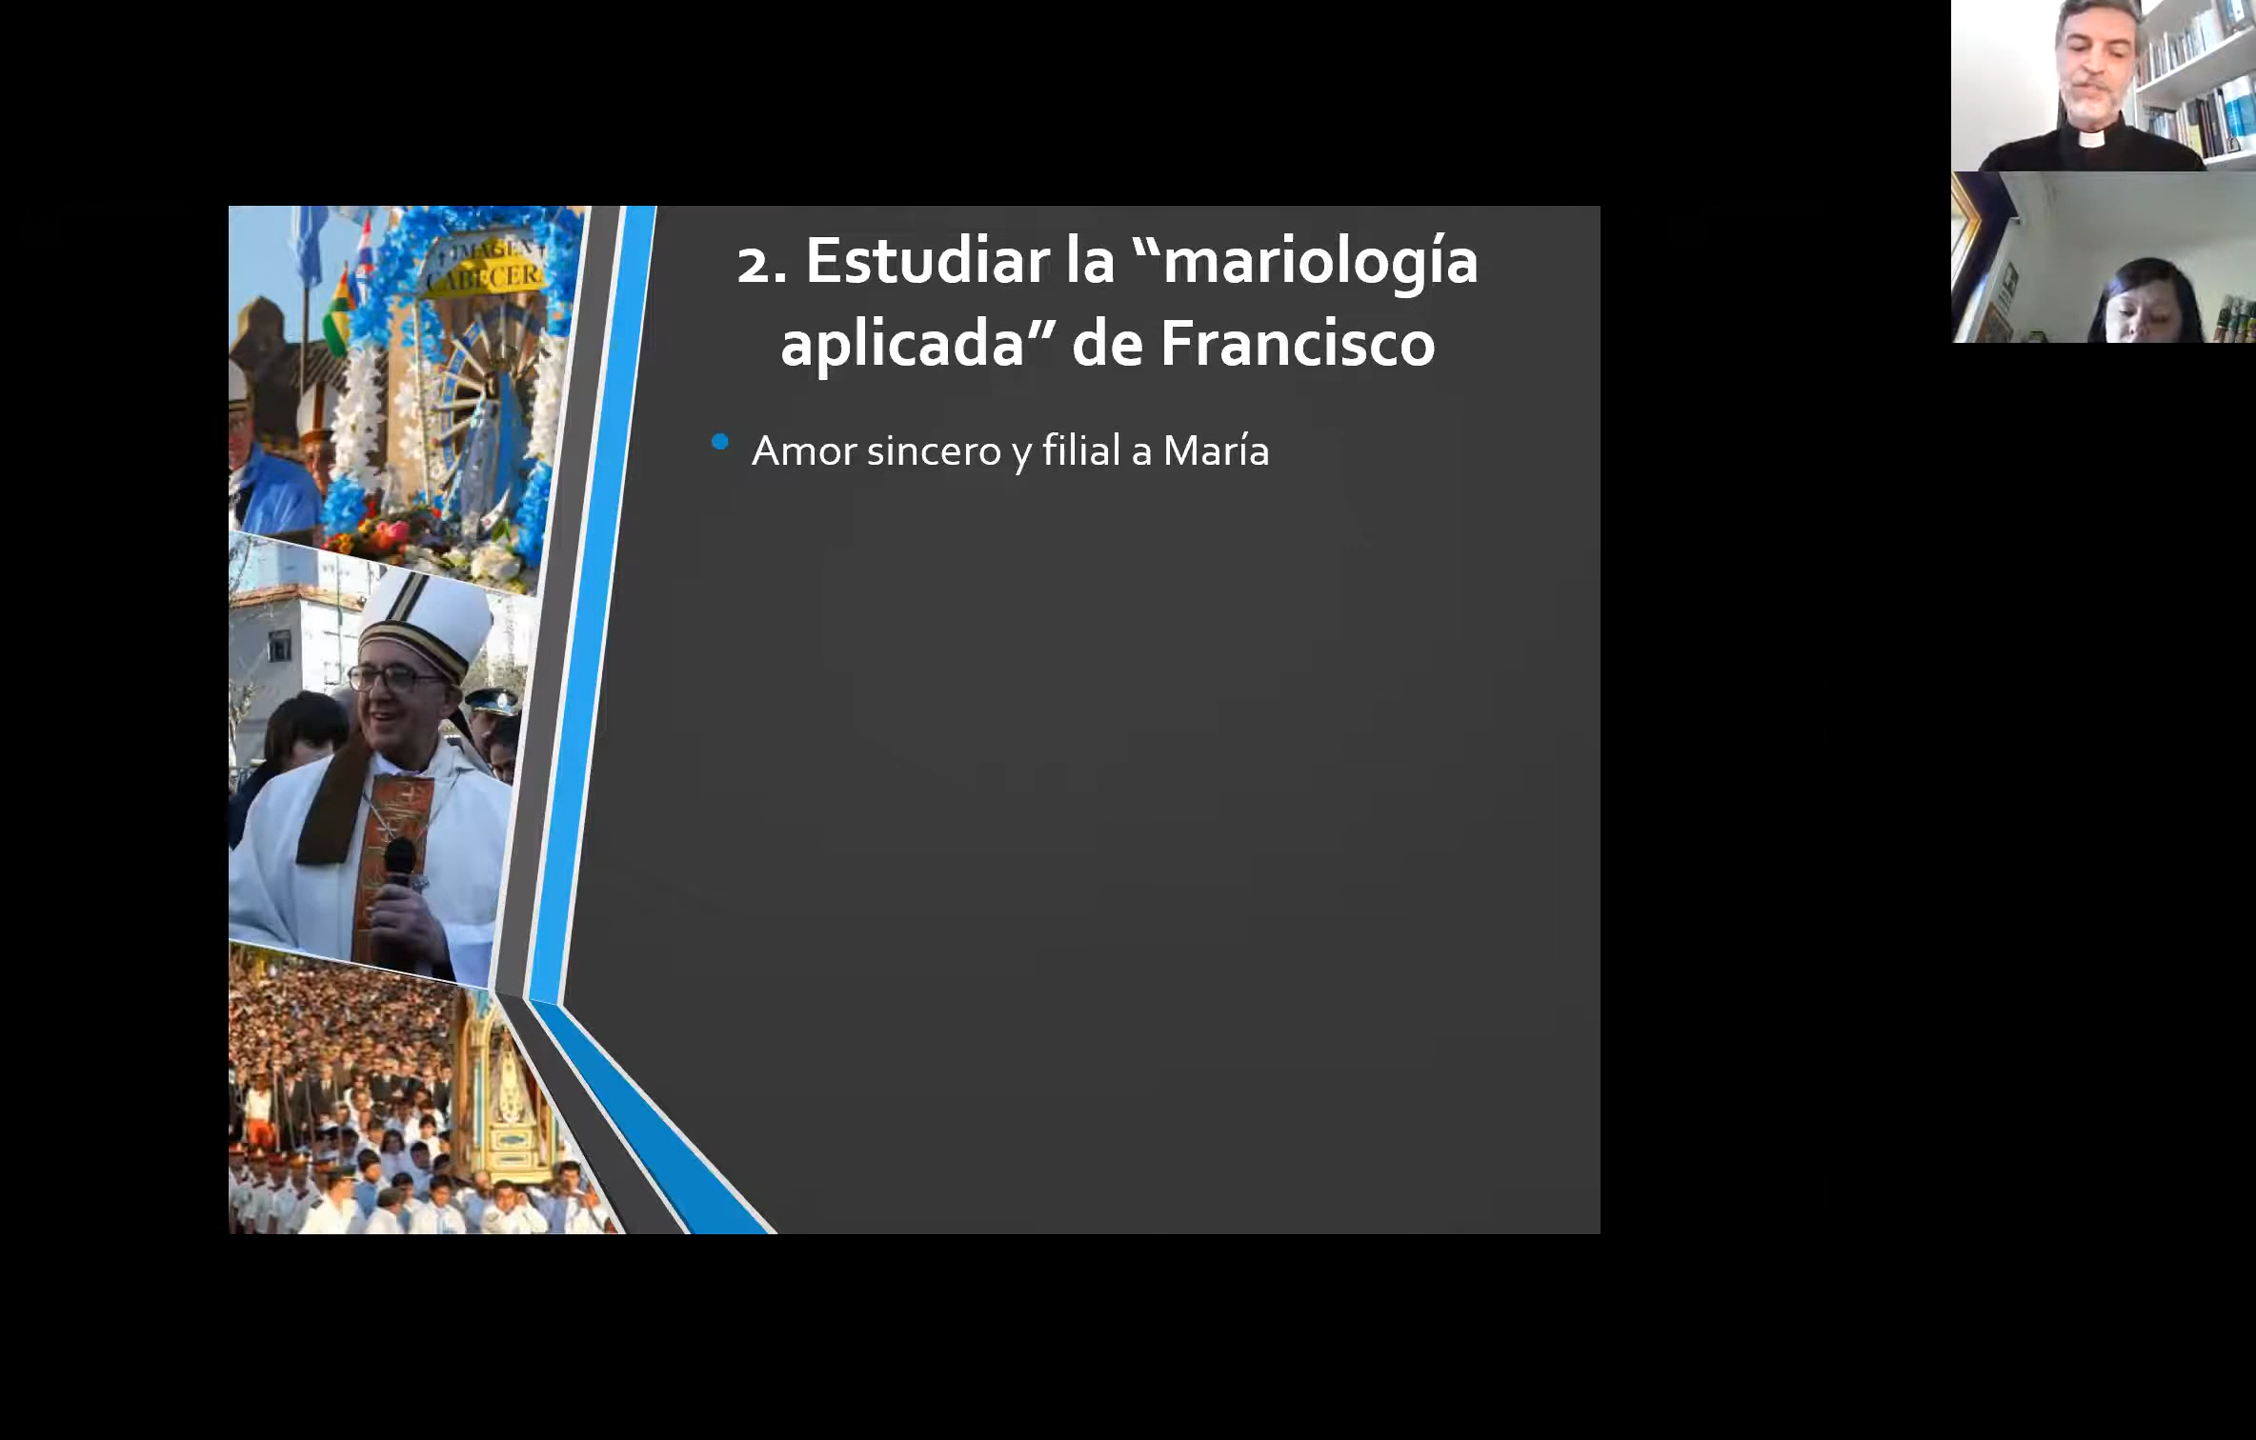 IMAGEN
CABECERA
2. Estudiar la “mariología
aplicada” de Francisco
Amor sincero y filial a María